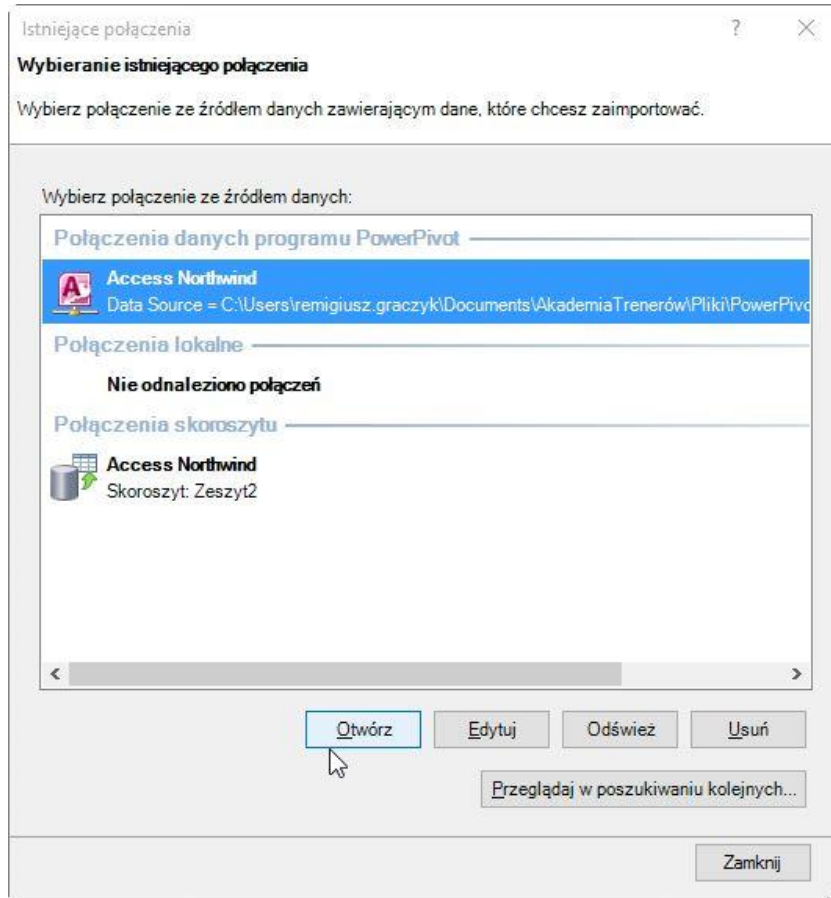 Istniejące połączenia
?
Wybieranie istniejącego połączenia
Wybierz połączenie ze źródłem danych zawierającym dane, które chcesz zaimportować.
Wybierz połączenie ze źródłem danych:
Połączenia danych programu PowerPivot
Access Northwind
Data Source = C:\Users\remigiusz.graczyk\Documents\AkademiaTrenerów\Pliki\PowerPivo
Połączenia lokalne
Nie odnaleziono połączeń
Połączenia skoroszytu
Access Northwind
Skoroszyt: Zeszyt2
Otwórz Edytuj Odśwież Usuń
Przeglądaj w poszukiwaniu kolejnych...
Zamknij